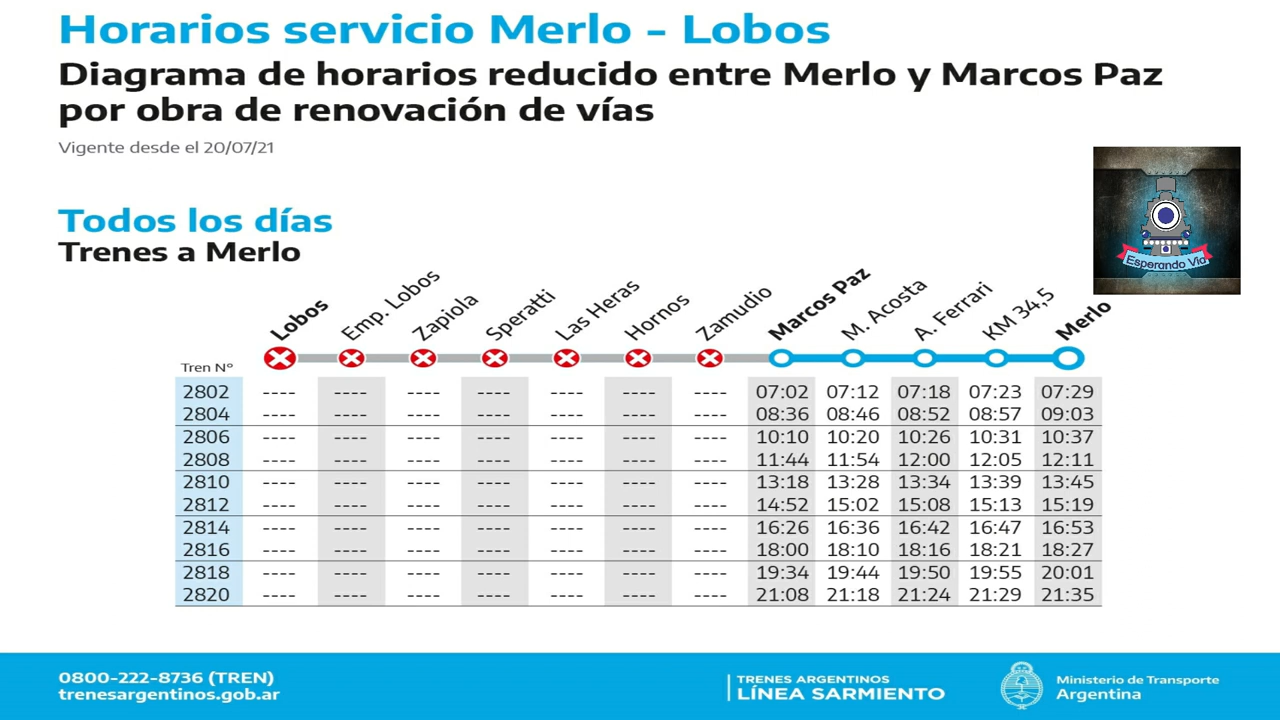 Horarios servicio Merlo - Lobos
Diagrama de horarios reducido entre Merlo y Marcos Paz
por obra de renovación de vías
Vigente desde el 20/07/21
Esperando Vía
Todos los días
Trenes a Merlo
Tren N° Lobos Emp. Lobos Zapiola Speratti Las Heras Hornos Zamudio Marcos Paz M. Acosta A. Ferrari KM 34,5 Merlo
2802 ---- ---- ---- ---- ---- ---- ---- 07:02 07:12 07:18 07:23 07:29
2804 ---- ---- ---- ---- ---- ---- ---- 08:36 08:46 08:52 08:57 09:03
2806 ---- ---- ---- ---- ---- ---- ---- 10:10 10:20 10:26 10:31 10:37
2808 ---- ---- ---- ---- ---- ---- ---- 11:44 11:54 12:00 12:05 12:11
2810 ---- ---- ---- ---- ---- ---- ---- 13:18 13:28 13:34 13:39 13:45
2812 ---- ---- ---- ---- ---- ---- ---- 14:52 15:02 15:08 15:13 15:19
2814 ---- ---- ---- ---- ---- ---- ---- 16:26 16:36 16:42 16:47 16:53
2816 ---- ---- ---- ---- ---- ---- ---- 18:00 18:10 18:16 18:21 18:27
2818 ---- ---- ---- ---- ---- ---- ---- 19:34 19:44 19:50 19:55 20:01
2820 ---- ---- ---- ---- ---- ---- ---- 21:08 21:18 21:24 21:29 21:35
0800-222-8736 (TREN)
trenesargentinos.gob.ar
TRENES ARGENTINOS
LÍNEA SARMIENTO
Ministerio de Transporte
Argentina